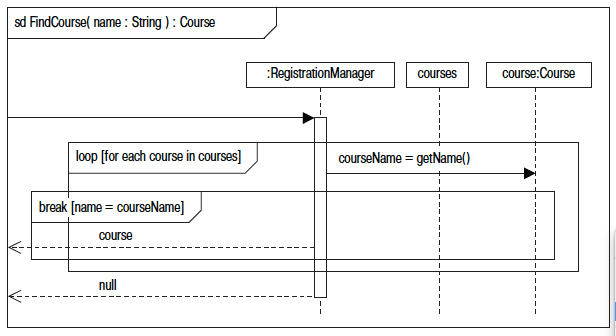 sd FindCourse( name : String ) : Course
:RegistrationManager
courses
course:Course
loop [for each course in courses]
courseName = getName()
break [name = courseName]
course
null